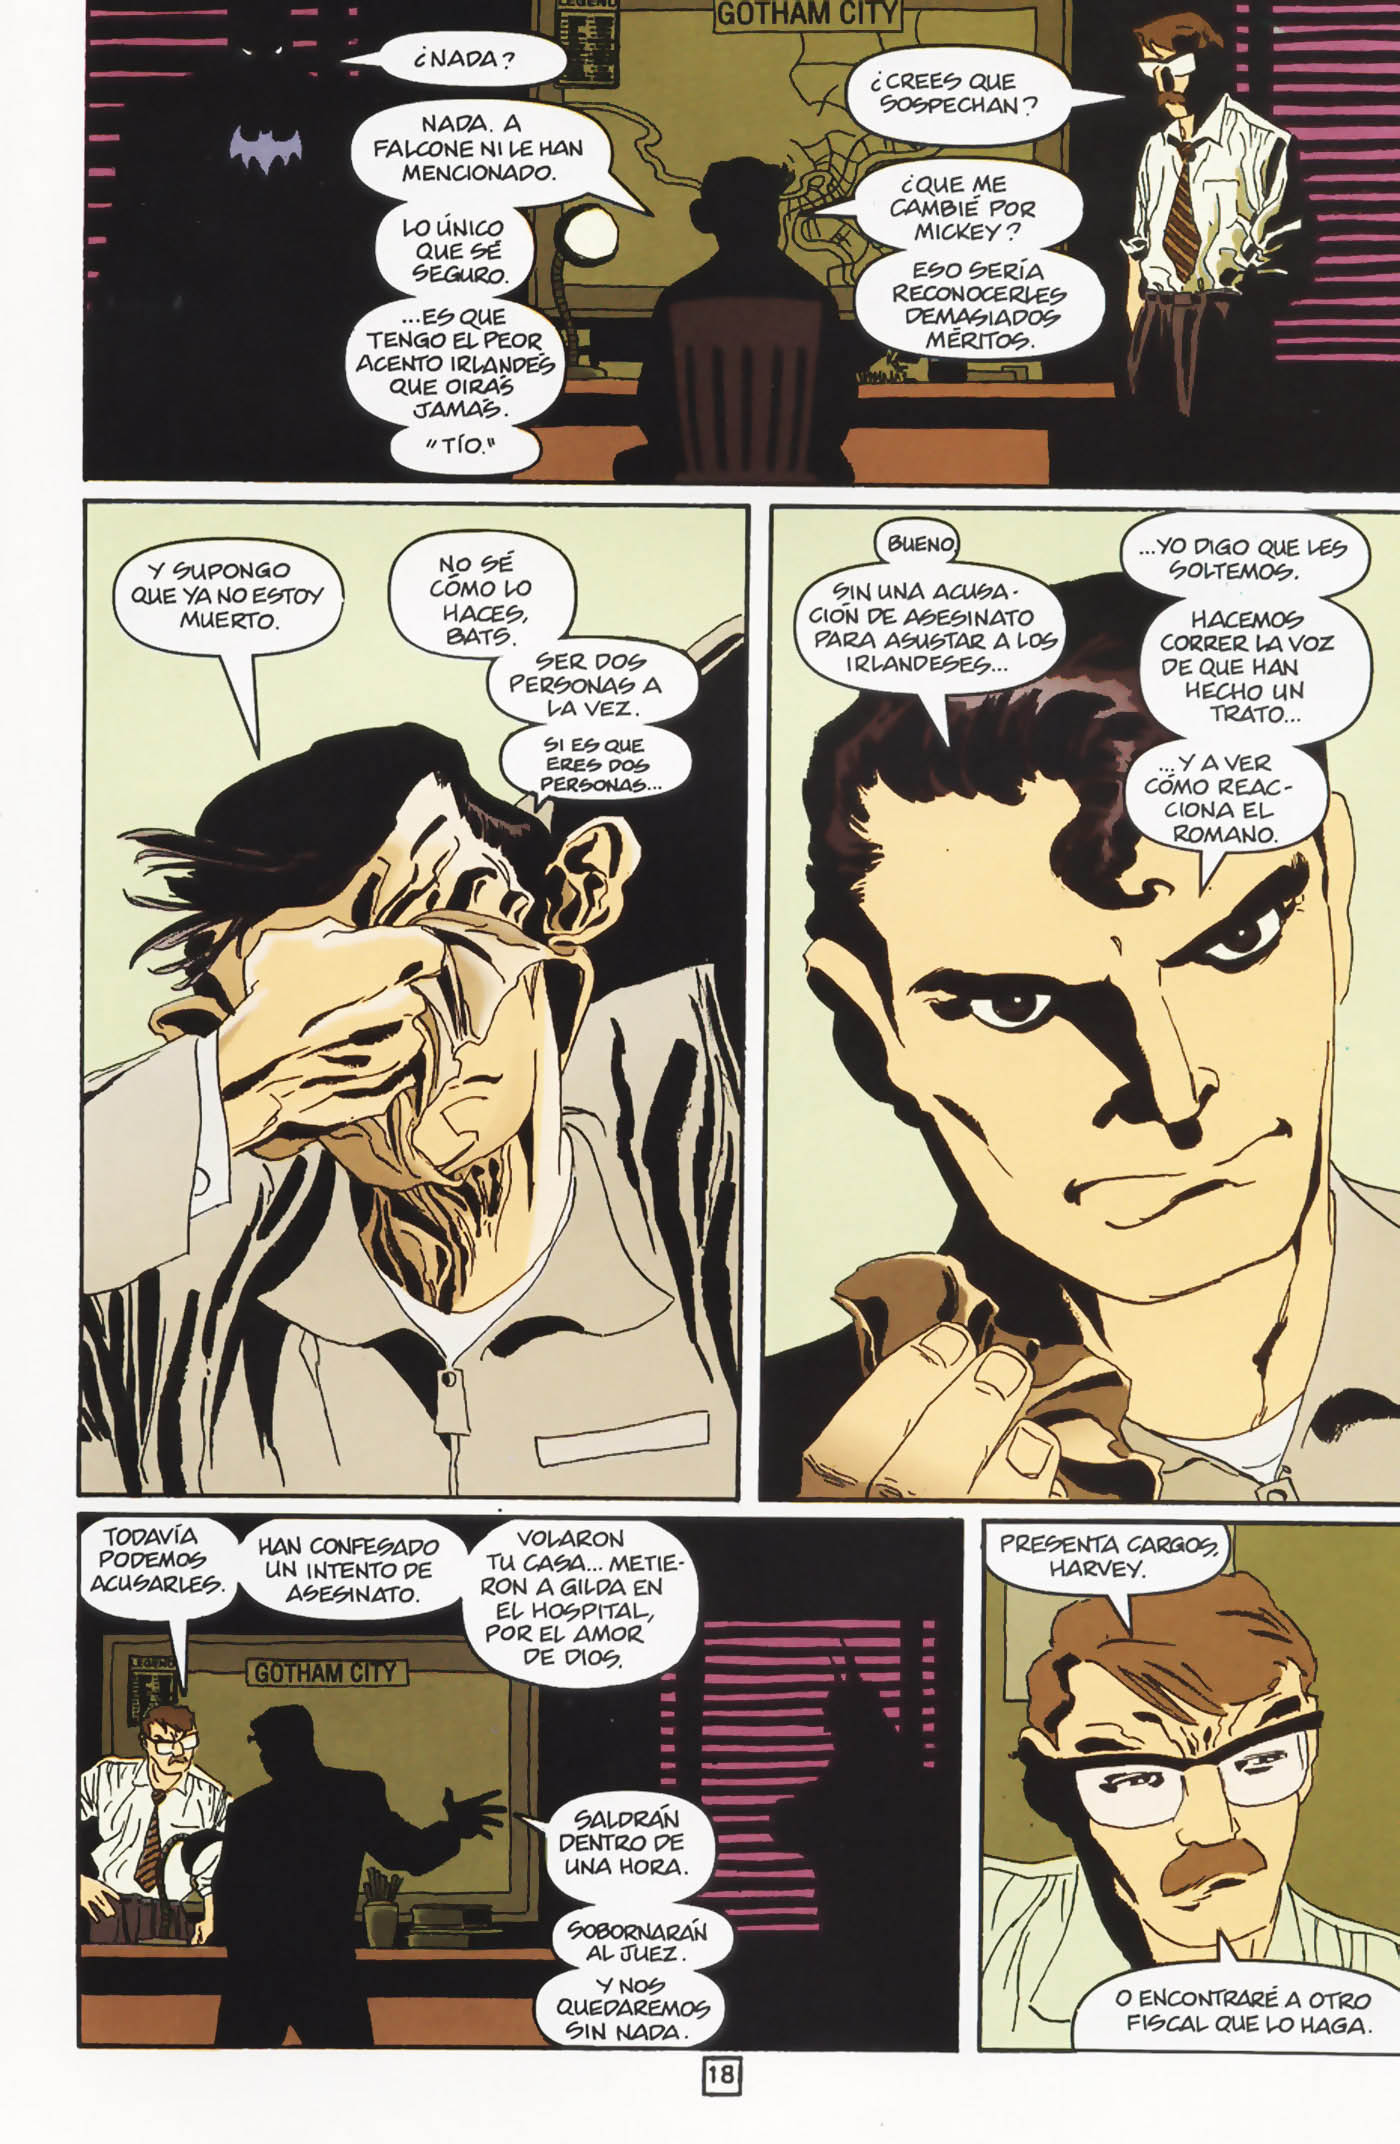 LEGEND
GOTHAM CITY
¿NADA?
NADA. A
FALCONE NI LE HAN
MENCIONADO.
LO ÚNICO
QUE SÉ
SEGURO.
...ES QUE
TENGO EL PEOR
ACENTO IRLANDÉS
QUE OIRÁS
JAMÁS.
"TÍO."
¿CREES QUE
SOSPECHAN?
¿QUE ME
CAMBIÉ POR
MICKEY?
ESO SERÍA
RECONOCERLES
DEMASIADOS
MÉRITOS.
Y SUPONGO
QUE YA NO ESTOY
MUERTO.
NO SÉ
CÓMO LO
HACES,
BATS.
SER DOS
PERSONAS A
LA VEZ.
SI ES QUE
ERES DOS
PERSONAS...
BUENO,
SIN UNA ACUSA-
CIÓN DE ASESINATO
PARA ASUSTAR A LOS
IRLANDESES...
...YO DIGO QUE LES
SOLTEMOS.
HACEMOS
CORRER LA VOZ
DE QUE HAN
HECHO UN
TRATO...
...Y A VER
CÓMO REAC-
CIONA EL
ROMANO.
TODAVÍA
PODEMOS
ACUSARLES.
HAN CONFESADO
UN INTENTO DE
ASESINATO.
VOLARON
TU CASA... METIE-
RON A GILDA EN
EL HOSPITAL,
POR EL AMOR
DE DIOS.
LEGEND
GOTHAM CITY
SALDRÁN
DENTRO DE
UNA HORA.
SOBORNARÁN
AL JUEZ.
Y NOS
QUEDAREMOS
SIN NADA.
PRESENTA CARGOS,
HARVEY.
O ENCONTRARÉ A OTRO
FISCAL QUE LO HAGA.
18